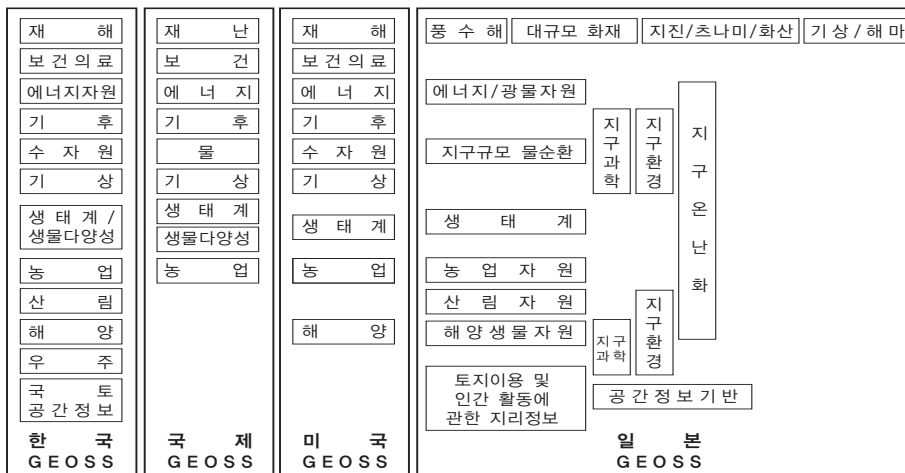 재 해
보건의료
에너지자원
기 후
수 자 원
기 상
생 태 계 /
생물다양성
농 업
산 림
해 양
우 주
국 토
공간정보
한 국
GEOSS
재 난
보 건
에 너 지
기 후
물
기 상
생 태 계
생물다양성
농 업
국 제
GEOSS
재 해
보건의료
에 너 지
기 후
수 자 원
기 상
생 태 계
농 업
해 양
미 국
GEOSS
풍 수 해
대규모 화재
지진/츠나미/화산
기상/해마
에너지/광물자원
지구규모 물순환
생 태 계
농 업 자 원
산 림 자 원
해양생물자원
토지이용 및
인간 활동에
관한 지리정보
지구과학
지구환경
지구온난화
지구
과학
지구환경
공간정보기반
일 본
GEOSS